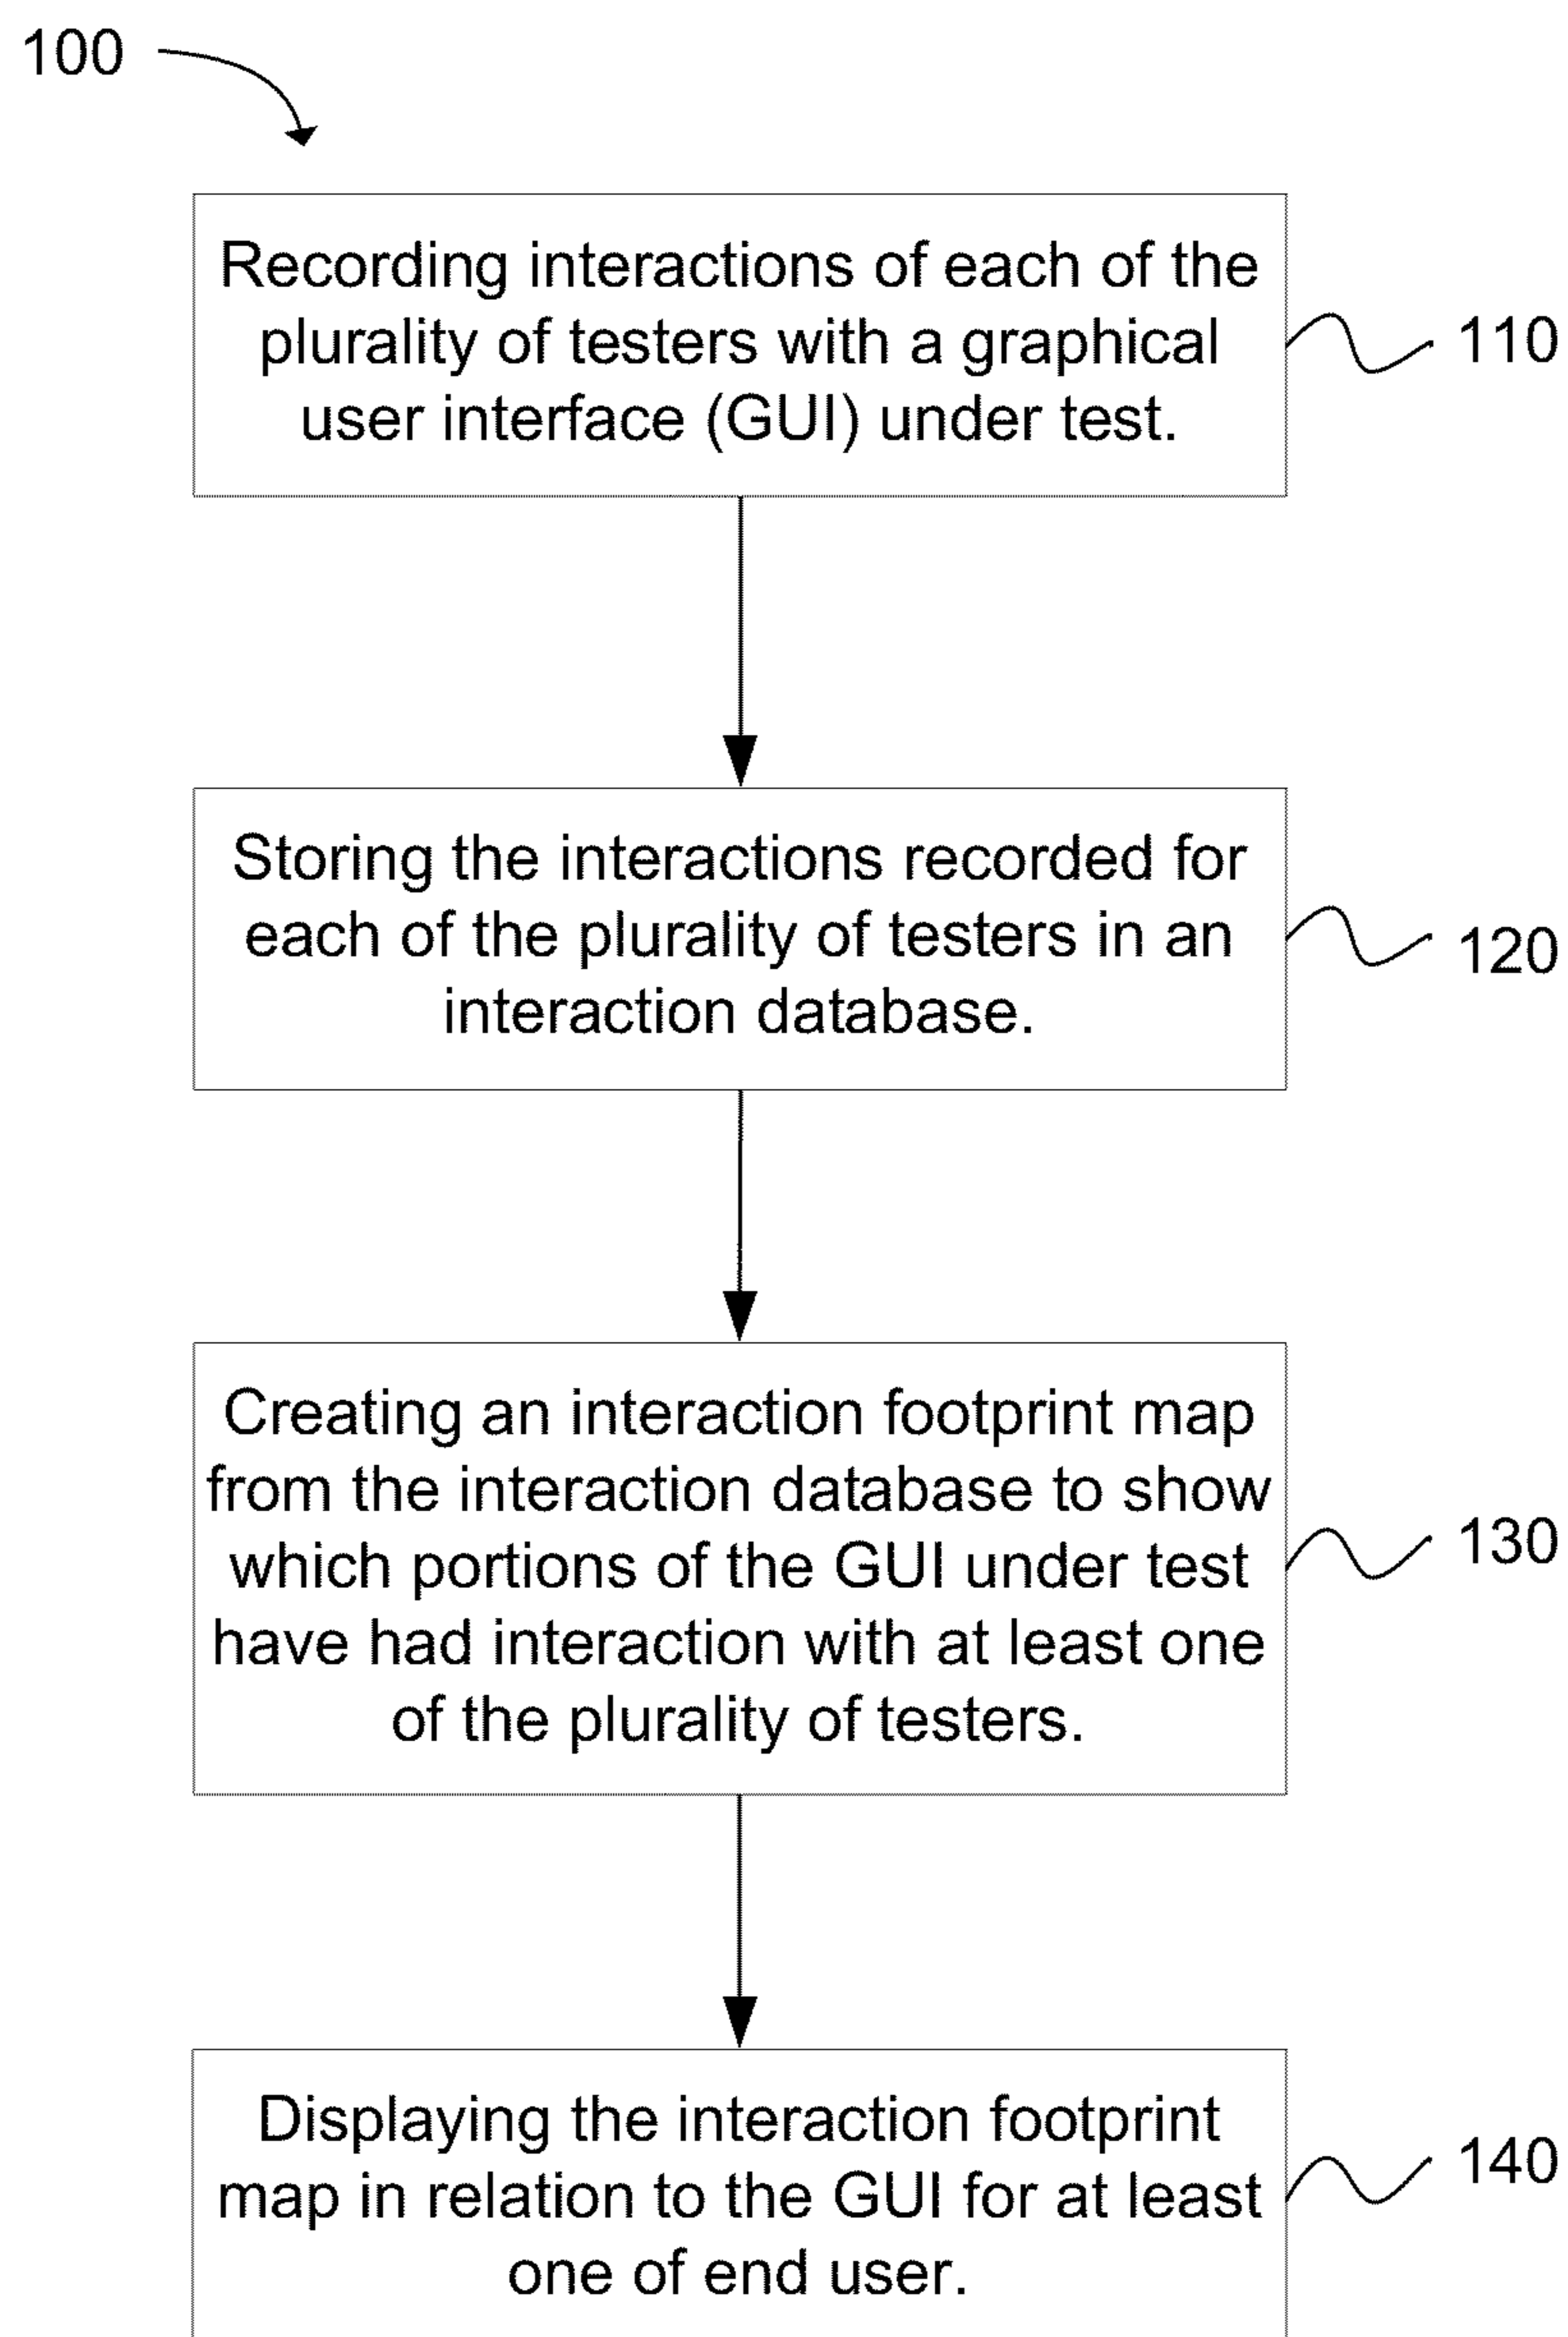 100
Recording interactions of each of the
plurality of testers with a graphical
user interface (GUI) under test.
110
Storing the interactions recorded for
each of the plurality of testers in an
interaction database.
120
Creating an interaction footprint map
from the interaction database to show
which portions of the GUI under test
have had interaction with at least one
of the plurality of testers.
130
Displaying the interaction footprint
map in relation to the GUI for at least
one of end user.
140